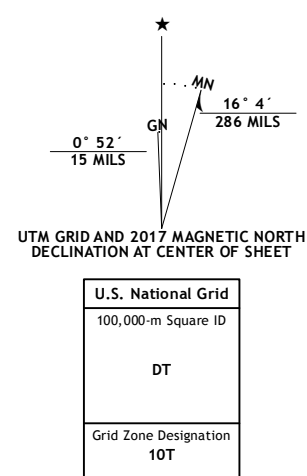 ★
MN
GN
16° 4´
286 MILS
0° 52´
15 MILS
UTM GRID AND 2017 MAGNETIC NORTH
DECLINATION AT CENTER OF SHEET
U.S. National Grid
100,000-m Square ID
DT
Grid Zone Designation
10T